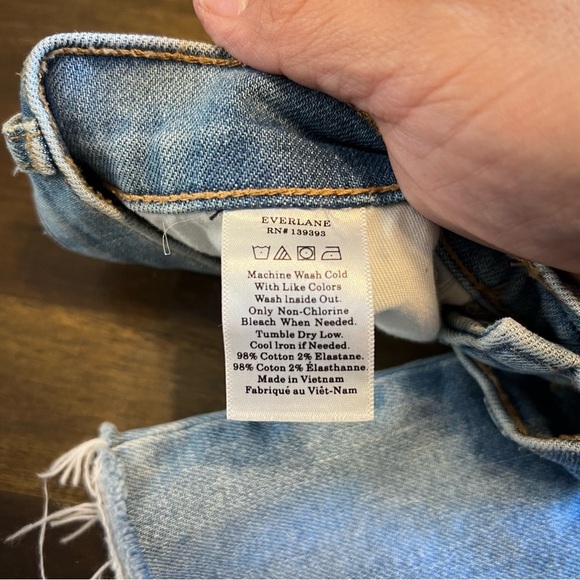 EVERLANE
RN# 139393
Machine Wash Cold
With Like Colors
Wash Inside Out.
Only Non-Chlorine
Bleach When Needed.
Tumble Dry Low.
Cool Iron if Needed.
98% Cotton 2% Elastane.
98% Coton 2% Élasthanne.
Made in Vietnam
Fabriqué au Viêt-Nam